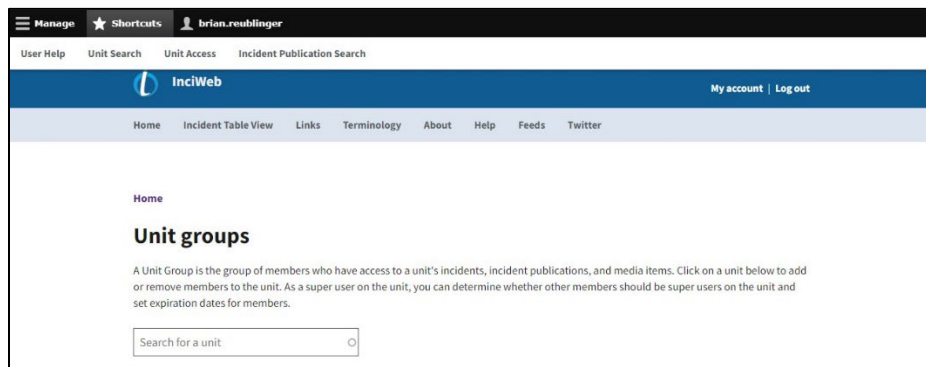 Manage Shortcuts brian.reublinger
User Help Unit Search Unit Access Incident Publication Search
InciWeb My account | Log out
Home Incident Table View Links Terminology About Help Feeds Twitter
Home
Unit groups
A Unit Group is the group of members who have access to a unit's incidents, incident publications, and media items. Click on a unit below to add
or remove members to the unit. As a super user on the unit, you can determine whether other members should be super users on the unit and
set expiration dates for members.
Search for a unit